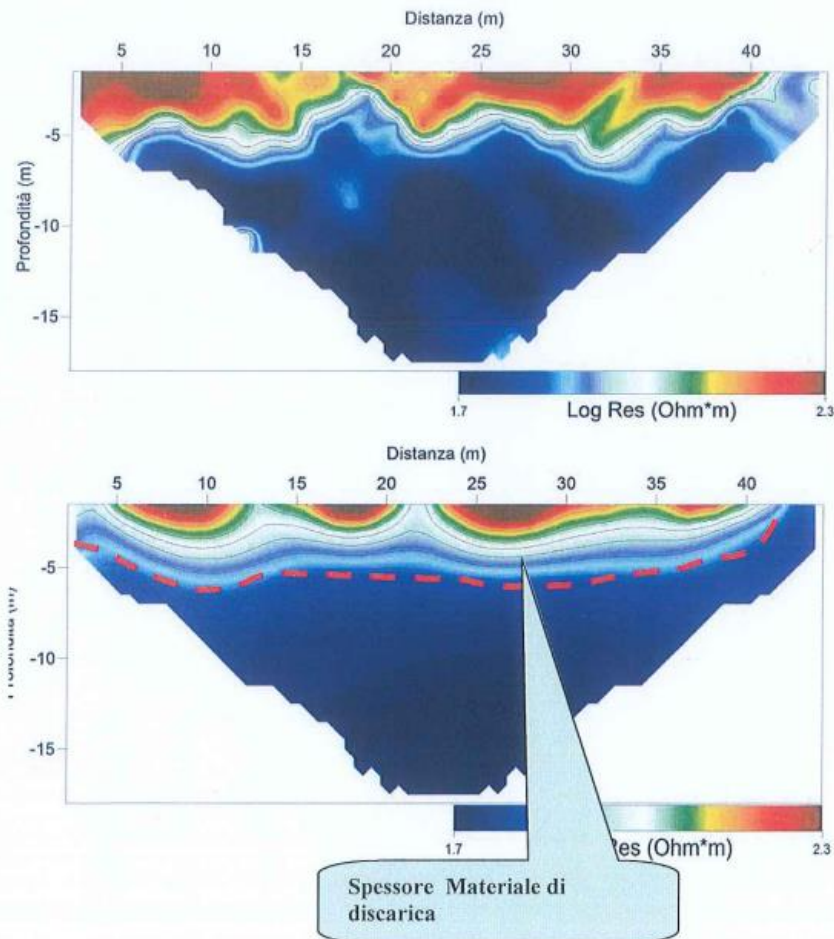 Distanza (m)
5 10 15 20 25 30 35 40
-5
-10
-15
Profondità (m)
1.7 2.3
Log Res (Ohm*m)
Distanza (m)
5 10 15 20 25 30 35 40
-5
-10
-15
1.7 2.3
Res (Ohm*m)
Spessore Materiale di
discarica